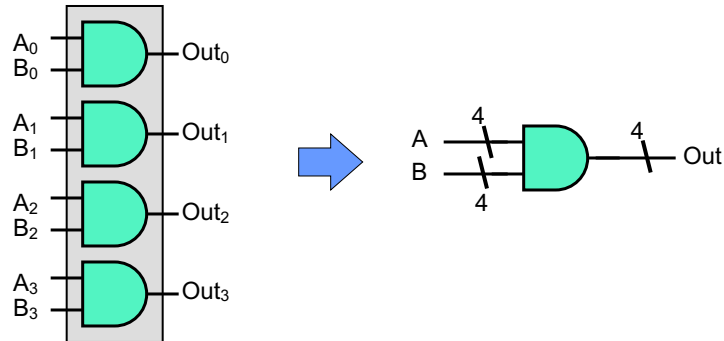 A₀
B₀
Out₀
A₁
B₁
Out₁
A₂
B₂
Out₂
A₃
B₃
Out₃
4
4
A
B
Out
4